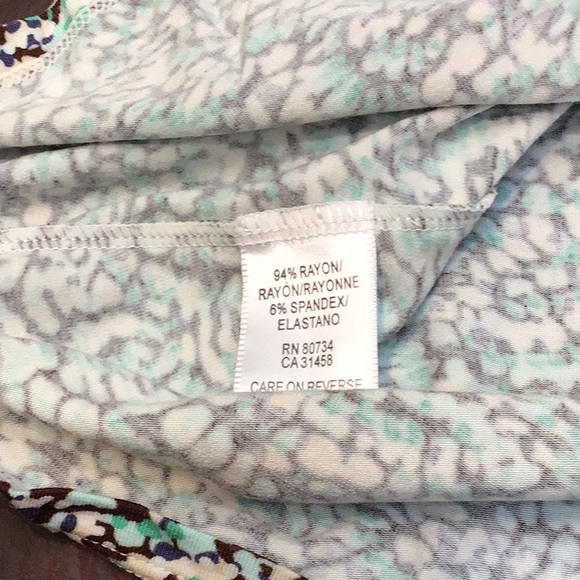 94% RAYON/
RAYÓN/RAYONNE
6% SPANDEX/
ELASTANO
RN 80734
CA 31458
CARE ON REVERSE